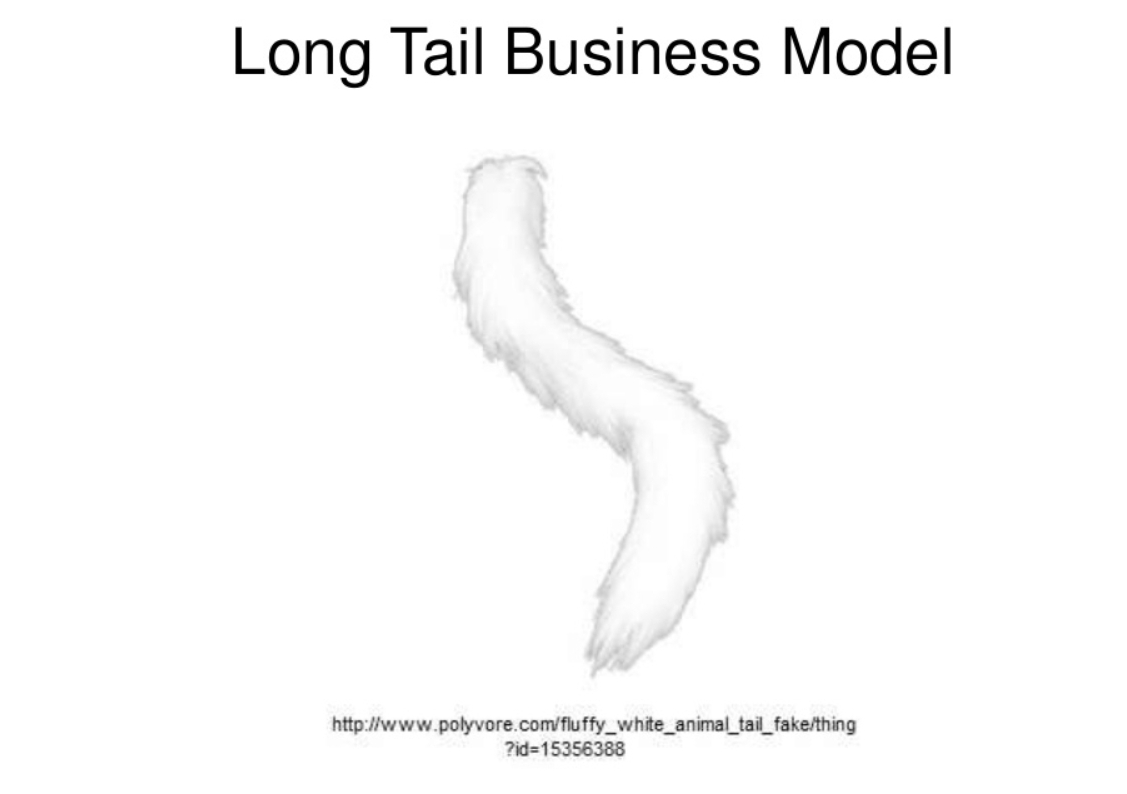 Long Tail Business Model
http://www.polyvore.com/fluffy_white_animal_tail_fake/thing
?id=15356388